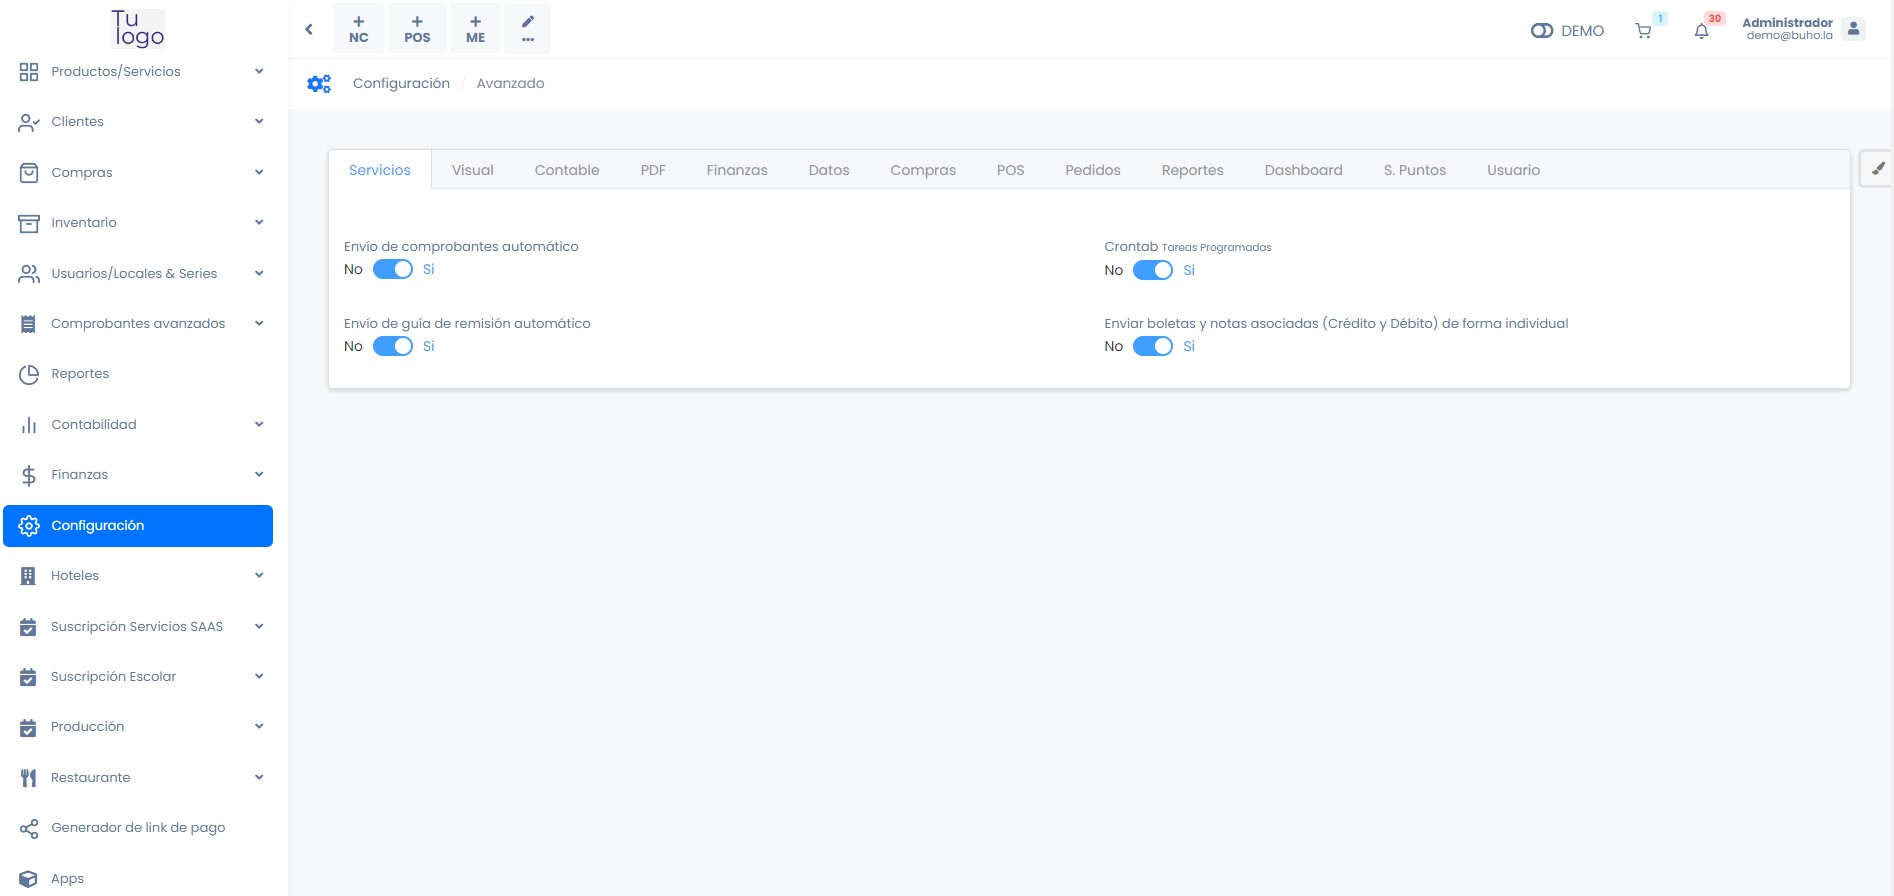 Tu
logo
Productos/Servicios
Clientes
Compras
Inventario
Usuarios/Locales & Series
Comprobantes avanzados
Reportes
Contabilidad
Finanzas
Configuración
Hoteles
Suscripción Servicios SAAS
Suscripción Escolar
Producción
Restaurante
Generador de link de pago
Apps
+ NC
+ POS
+ ME
...
DEMO
1
30
Administrador
demo@buho.la
Configuración / Avanzado
Servicios Visual Contable PDF Finanzas Datos Compras POS Pedidos Reportes Dashboard S. Puntos Usuario
Envío de comprobantes automático
No Si
Crontab Tareas Programadas
No Si
Envío de guía de remisión automático
No Si
Enviar boletas y notas asociadas (Crédito y Débito) de forma individual
No Si